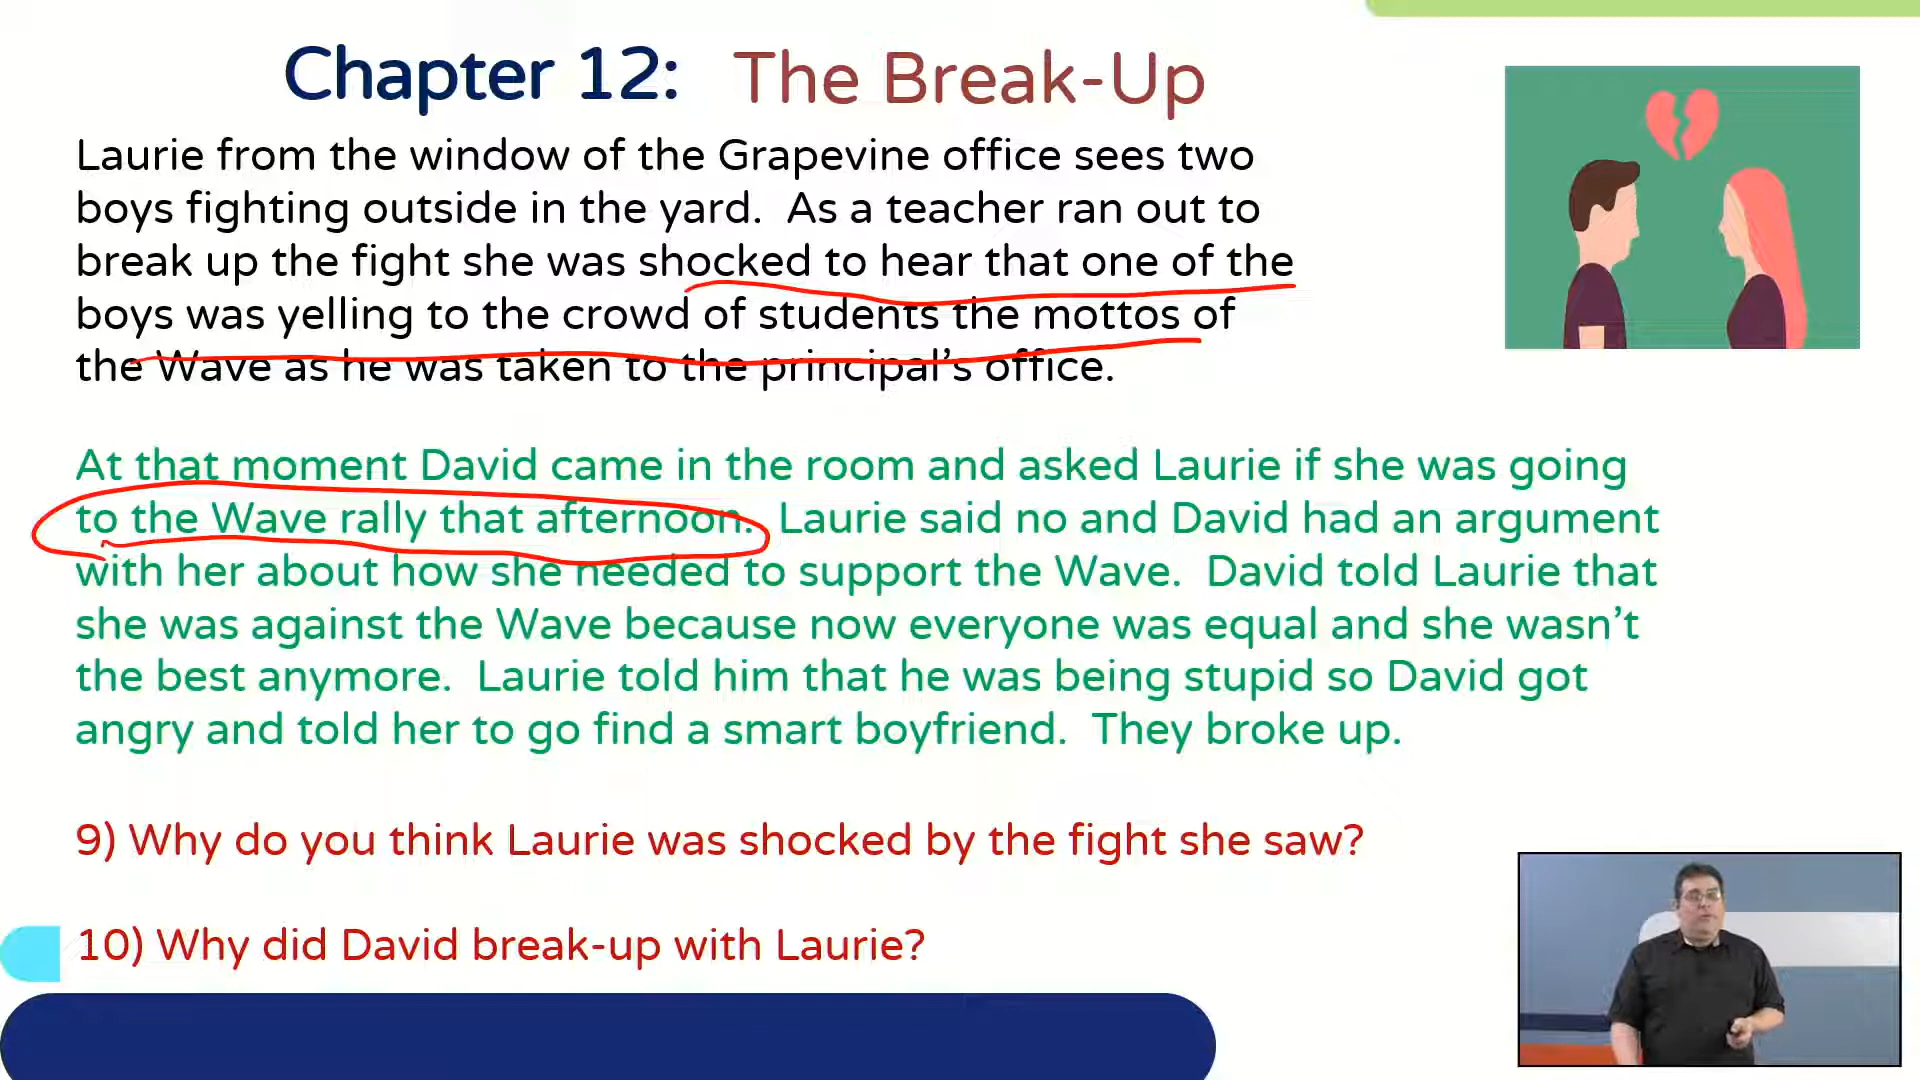 Chapter 12: The Break-Up
Laurie from the window of the Grapevine office sees two
boys fighting outside in the yard. As a teacher ran out to
break up the fight she was shocked to hear that one of the
boys was yelling to the crowd of students the mottos of
the Wave as he was taken to the principal’s office.
At that moment David came in the room and asked Laurie if she was going
to the Wave rally that afternoon. Laurie said no and David had an argument
with her about how she needed to support the Wave. David told Laurie that
she was against the Wave because now everyone was equal and she wasn’t
the best anymore. Laurie told him that he was being stupid so David got
angry and told her to go find a smart boyfriend. They broke up.
9) Why do you think Laurie was shocked by the fight she saw?
10) Why did David break-up with Laurie?